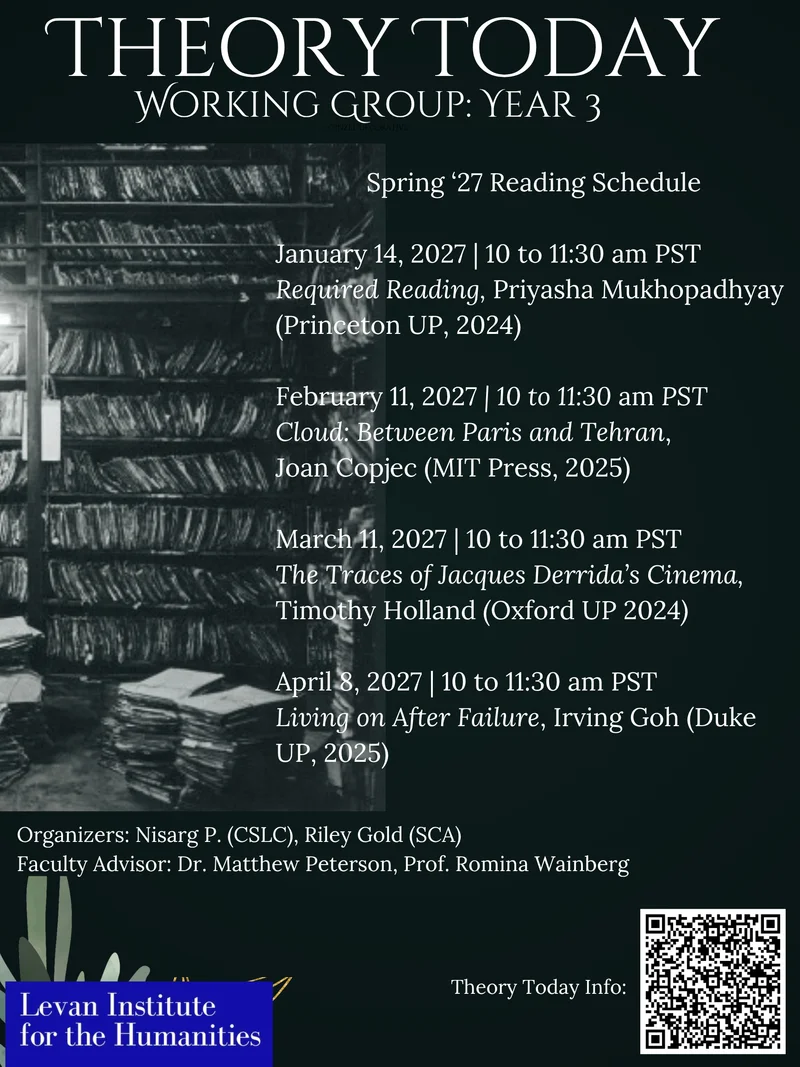 THEORY TODAY
WORKING GROUP: YEAR 3
Spring ‘27 Reading Schedule
January 14, 2027 | 10 to 11:30 am PST
Required Reading, Priyasha Mukhopadhyay
(Princeton UP, 2024)
February 11, 2027 | 10 to 11:30 am PST
Cloud: Between Paris and Tehran,
Joan Copjec (MIT Press, 2025)
March 11, 2027 | 10 to 11:30 am PST
The Traces of Jacques Derrida’s Cinema,
Timothy Holland (Oxford UP 2024)
April 8, 2027 | 10 to 11:30 am PST
Living on After Failure, Irving Goh (Duke
UP, 2025)
Organizers: Nisarg P. (CSLC), Riley Gold (SCA)
Faculty Advisor: Dr. Matthew Peterson, Prof. Romina Wainberg
Theory Today Info:
Levan Institute
for the Humanities